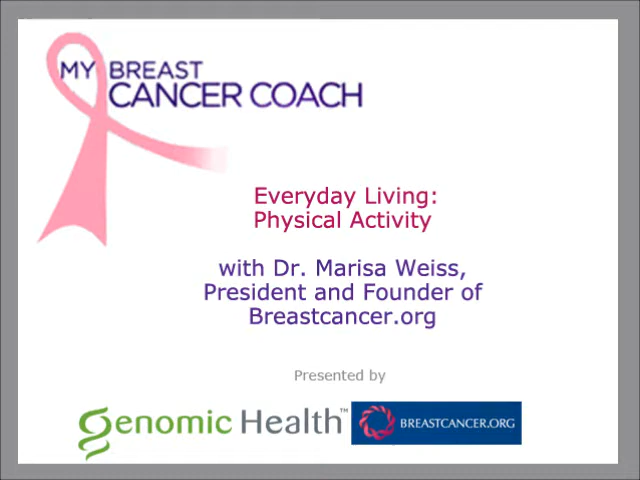 MY BREAST
CANCER COACH
Everyday Living:
Physical Activity
with Dr. Marisa Weiss,
President and Founder of
Breastcancer.org
Presented by
genomic Health™
BREASTCANCER.ORG